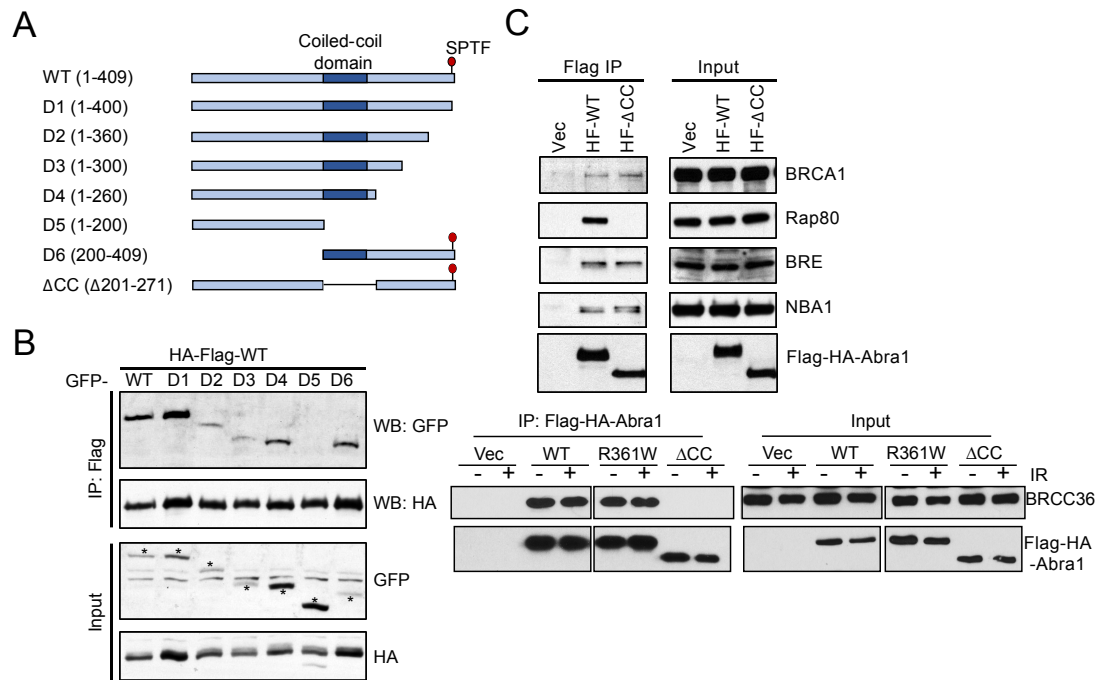 A
Coiled-coil
domain
SPTF
WT (1-409)
D1 (1-400)
D2 (1-360)
D3 (1-300)
D4 (1-260)
D5 (1-200)
D6 (200-409)
ΔCC (Δ201-271)
B
HA-Flag-WT
GFP- WT D1 D2 D3 D4 D5 D6
IP: Flag
WB: GFP
WB: HA
Input
* * * * * * *
GFP
HA
C
Flag IP
Input
Vec HF-WT HF-ΔCC
Vec HF-WT HF-ΔCC
BRCA1
Rap80
BRE
NBA1
Flag-HA-Abra1
IP: Flag-HA-Abra1
Input
Vec WT R361W ΔCC
Vec WT R361W ΔCC
- + - + - + - +
- + - + - + - + IR
BRCC36
Flag-HA
-Abra1